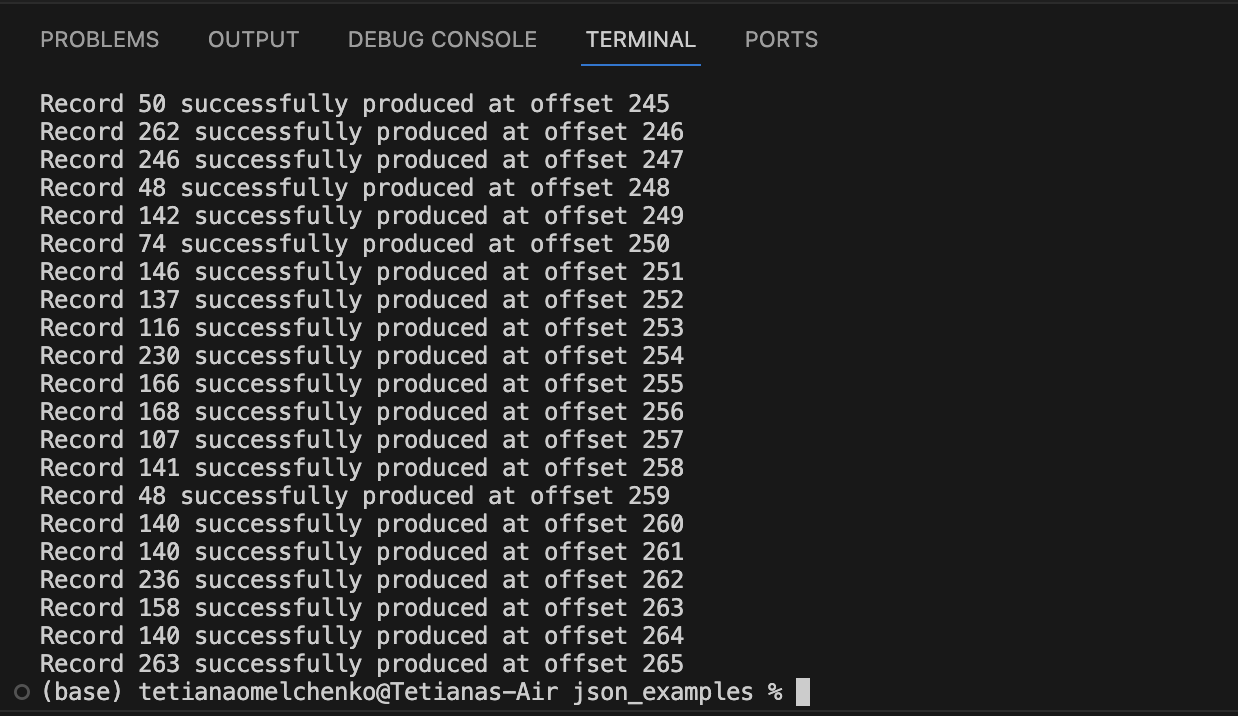 PROBLEMS OUTPUT DEBUG CONSOLE TERMINAL PORTS
Record 50 successfully produced at offset 245
Record 262 successfully produced at offset 246
Record 246 successfully produced at offset 247
Record 48 successfully produced at offset 248
Record 142 successfully produced at offset 249
Record 74 successfully produced at offset 250
Record 146 successfully produced at offset 251
Record 137 successfully produced at offset 252
Record 116 successfully produced at offset 253
Record 230 successfully produced at offset 254
Record 166 successfully produced at offset 255
Record 168 successfully produced at offset 256
Record 107 successfully produced at offset 257
Record 141 successfully produced at offset 258
Record 48 successfully produced at offset 259
Record 140 successfully produced at offset 260
Record 140 successfully produced at offset 261
Record 236 successfully produced at offset 262
Record 158 successfully produced at offset 263
Record 140 successfully produced at offset 264
Record 263 successfully produced at offset 265
(base) tetianaomelchenko@Tetianas-Air json_examples %